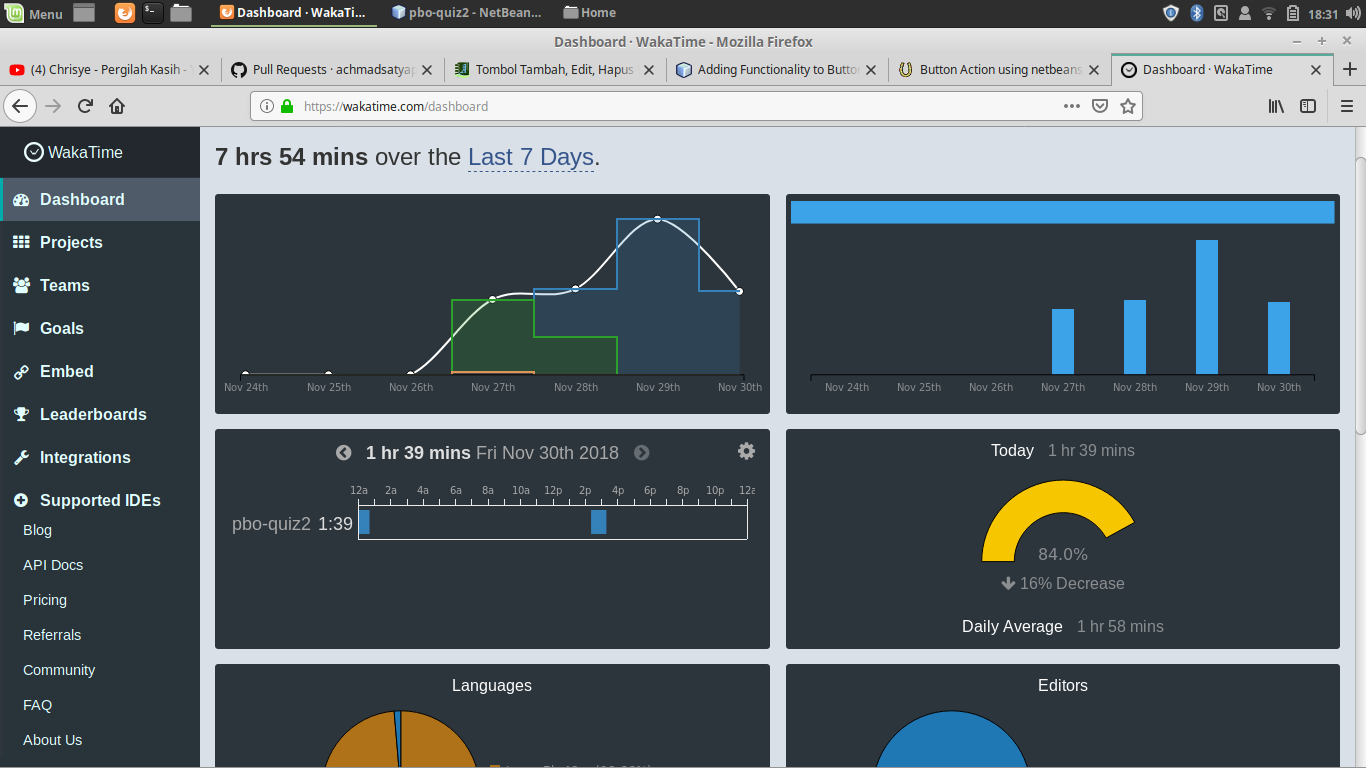 Menu
Dashboard · WakaTi...
pbo-quiz2 - NetBean...
Home
18:31
Dashboard · WakaTime - Mozilla Firefox
(4) Chrisye - Pergilah Kasih -
Pull Requests · achmadsatyap
Tombol Tambah, Edit, Hapus
Adding Functionality to Button
Button Action using netbeans
Dashboard · WakaTime
https://wakatime.com/dashboard
WakaTime
Dashboard
Projects
Teams
Goals
Embed
Leaderboards
Integrations
Supported IDEs
Blog
API Docs
Pricing
Referrals
Community
FAQ
About Us
7 hrs 54 mins over the Last 7 Days.
Nov 24th Nov 25th Nov 26th Nov 27th Nov 28th Nov 29th Nov 30th
Nov 24th Nov 25th Nov 26th Nov 27th Nov 28th Nov 29th Nov 30th
1 hr 39 mins Fri Nov 30th 2018
12a 2a 4a 6a 8a 10a 12p 2p 4p 6p 8p 10p 12a
pbo-quiz2 1:39
Today 1 hr 39 mins
84.0%
16% Decrease
Daily Average 1 hr 58 mins
Languages
Editors